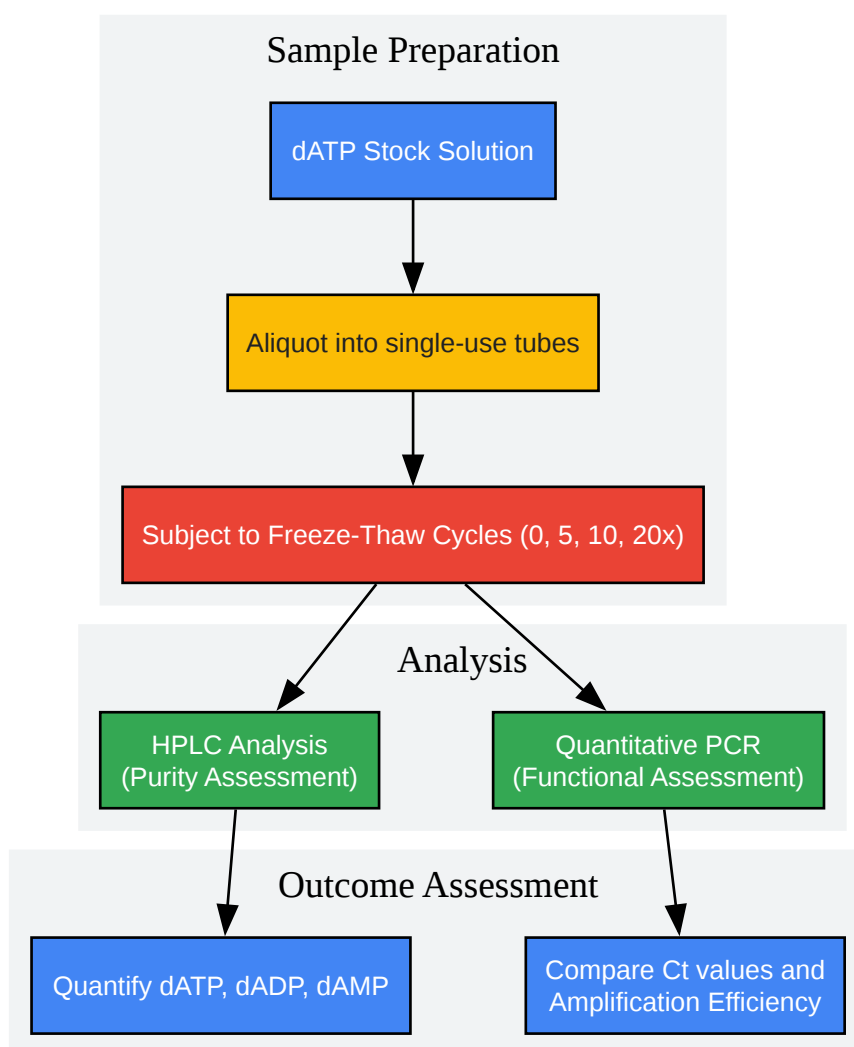 Sample Preparation
dATP Stock Solution
Aliquot into single-use tubes
Subject to Freeze-Thaw Cycles (0, 5, 10, 20x)
Analysis
HPLC Analysis
(Purity Assessment)
Quantitative PCR
(Functional Assessment)
Outcome Assessment
Quantify dATP, dADP, dAMP
Compare Ct values and
Amplification Efficiency